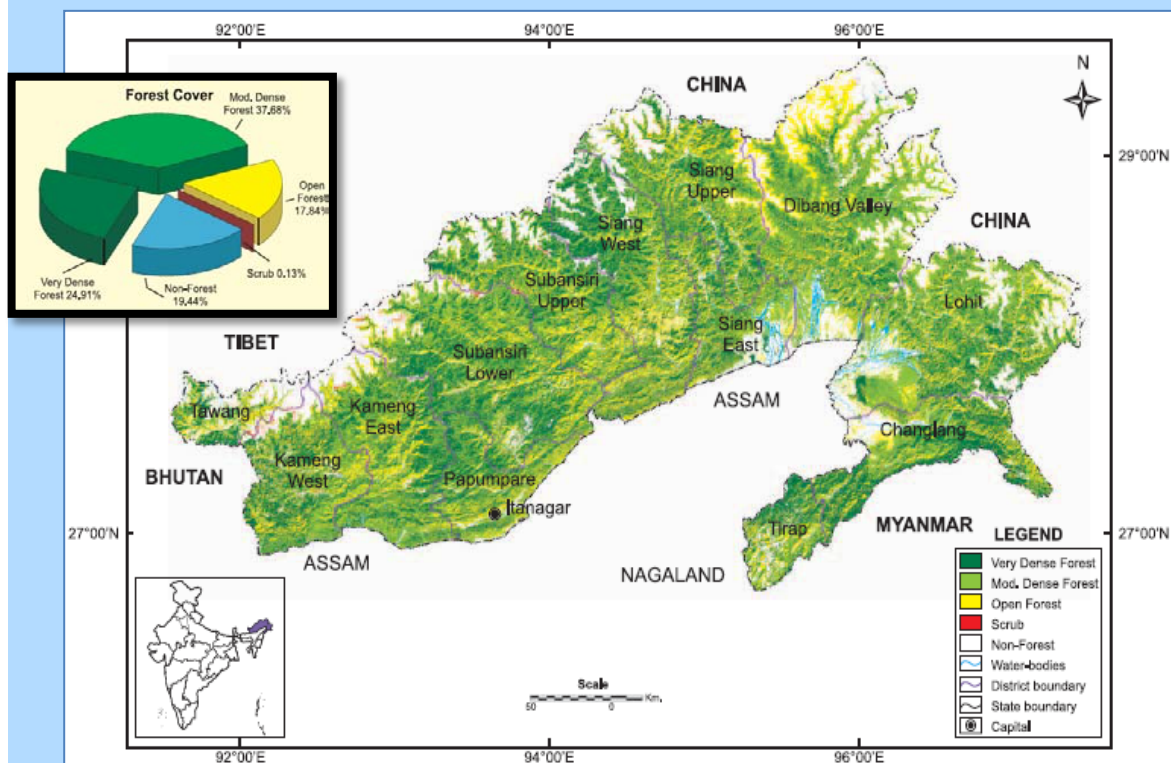 92°00'E
94°00'E
96°00'E
N
Forest Cover
Mod. Dense
Forest 37.68%
Open
Forest
17.84%
Scrub 0.13%
Non-Forest
19.44%
Very Dense
Forest 24.91%
CHINA
29°00'N
Siang
Upper
Dibang Valley
CHINA
Siang
West
Subansiri
Upper
Lohit
Siang
East
TIBET
Subansiri
Lower
ASSAM
Tawang
Kameng
East
Changlang
Kameng
West
BHUTAN
Papumpare
Itanagar
Tirap
MYANMAR
27°00'N
27°00'N
ASSAM
NAGALAND
LEGEND
Very Dense Forest
Mod. Dense Forest
Open Forest
Scrub
Non-Forest
Water-bodies
District boundary
State boundary
Capital
Scale
50 0 Km.
92°00'E
94°00'E
96°00'E